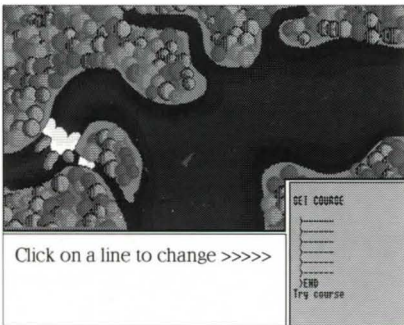 Click on a line to change >>>>>
SET COURSE
)------
)------
)------
)------
)------
)END
Try course